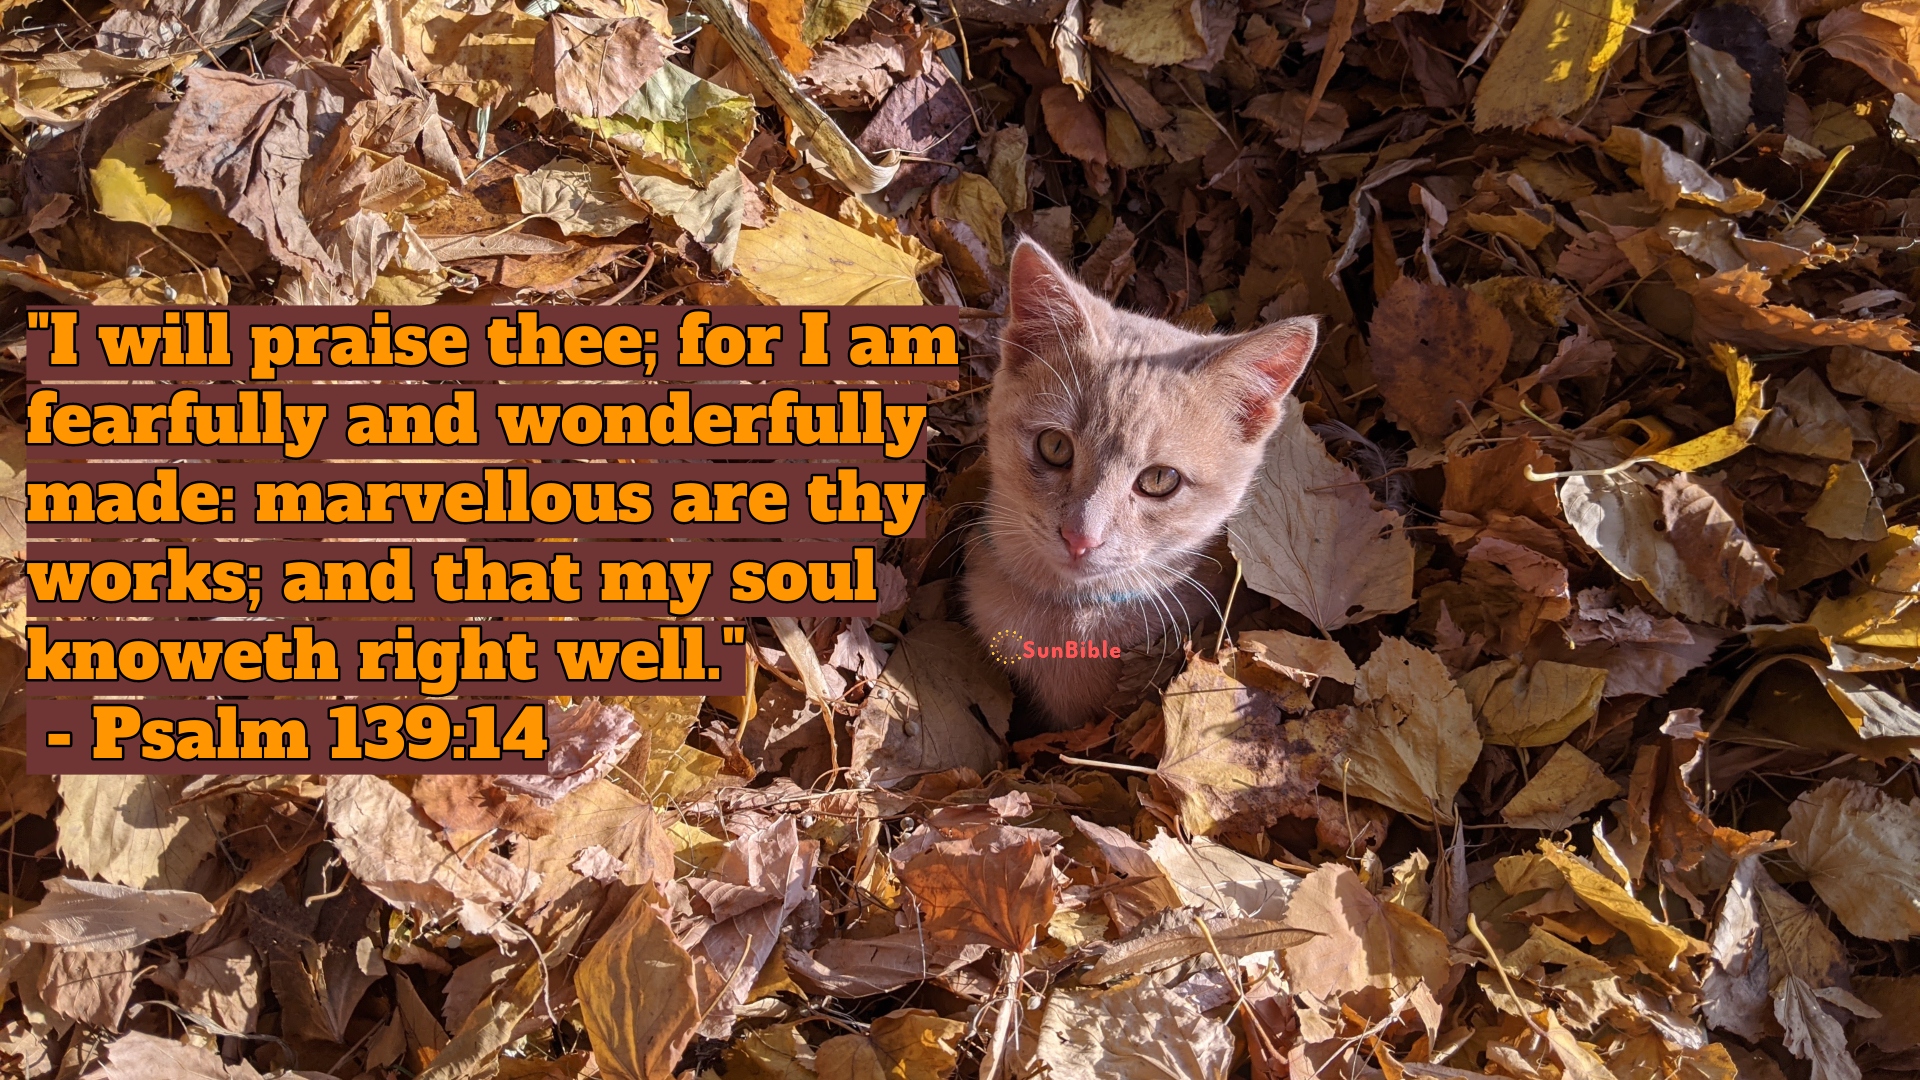 "I will praise thee; for I am
fearfully and wonderfully
made: marvellous are thy
works; and that my soul
knoweth right well."
- Psalm 139:14
SunBible